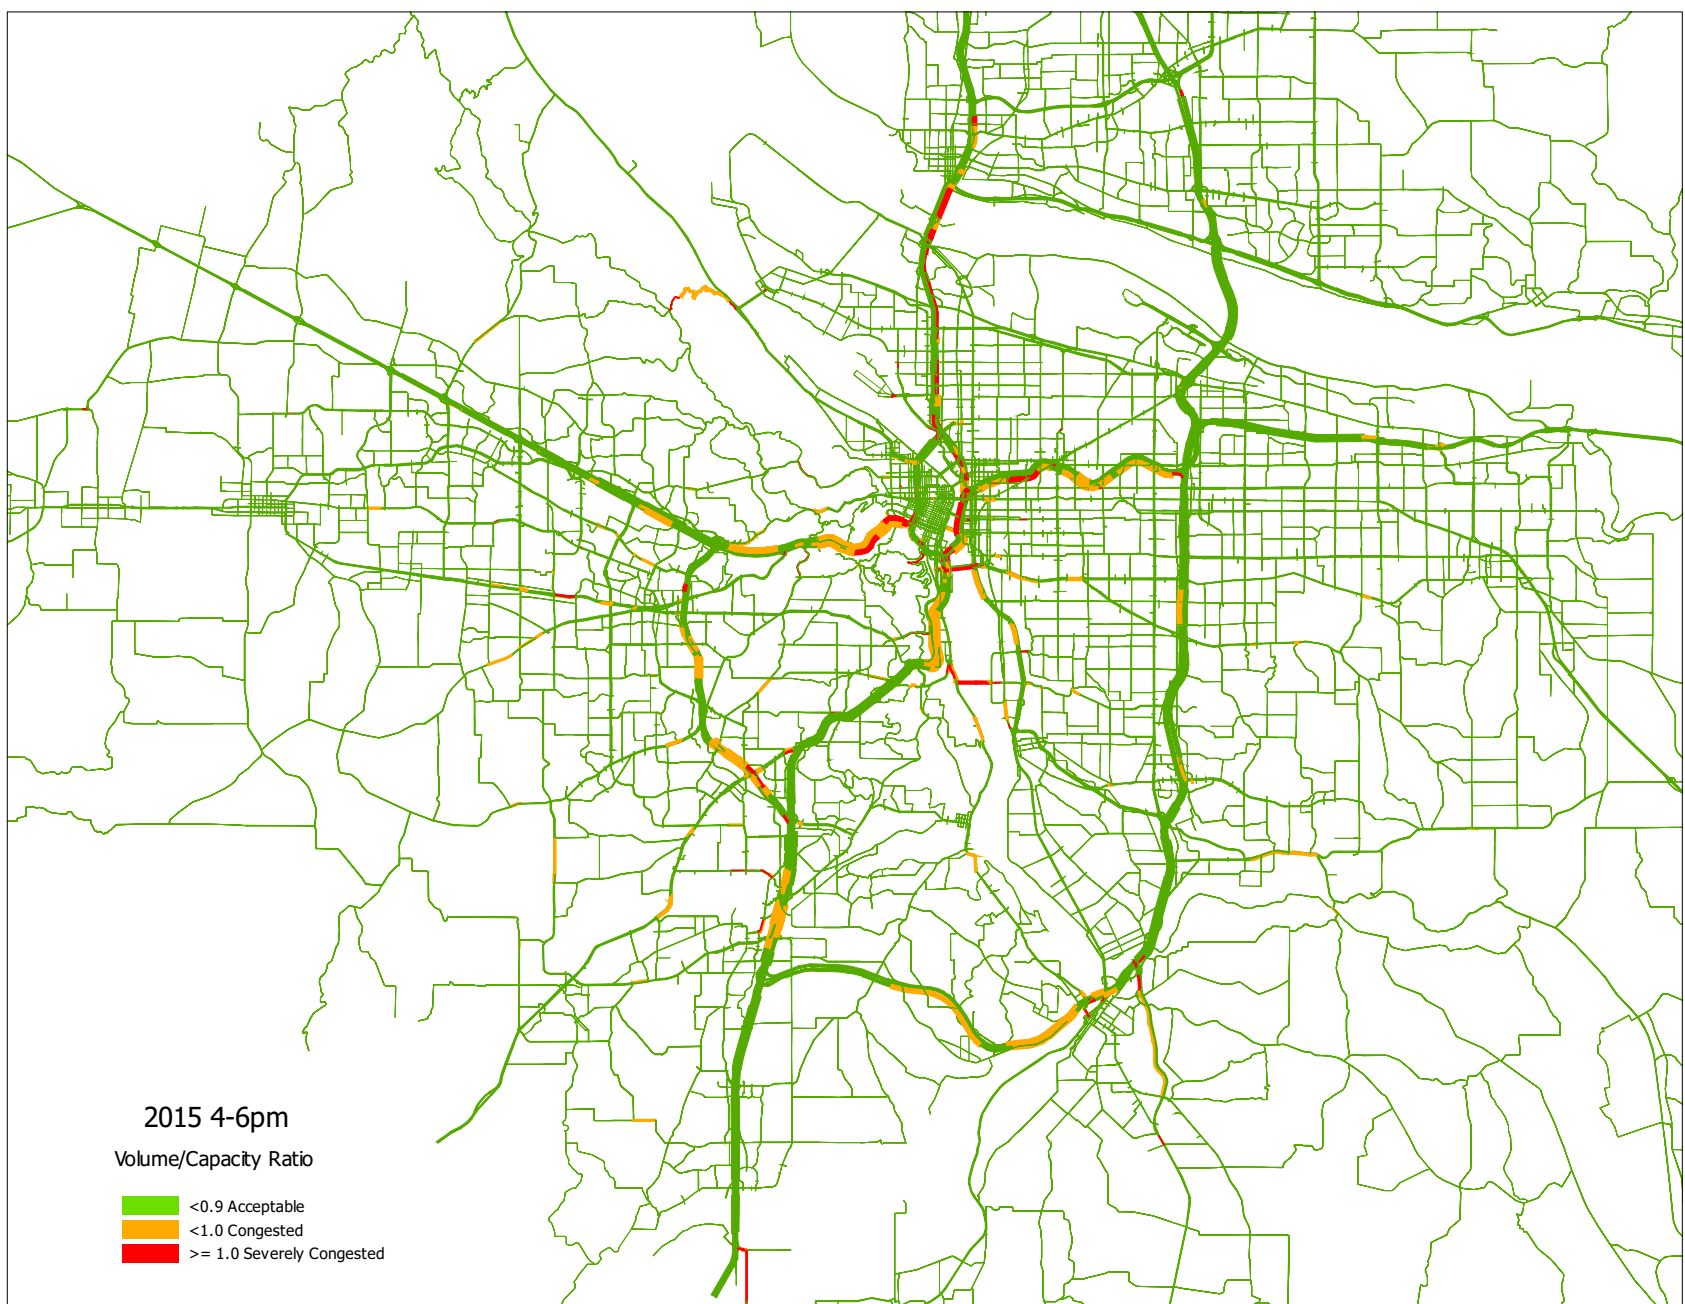 2015 4-6pm
Volume/Capacity Ratio
<0.9 Acceptable
<1.0 Congested
>= 1.0 Severely Congested